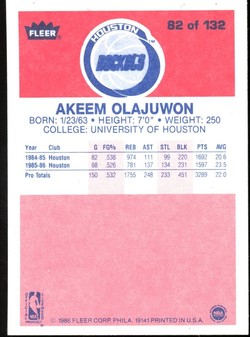 FLEER
82 of 132
HOUSTON
ROCKETS
AKEEM OLAJUWON
BORN: 1/23/63 • HEIGHT: 7'0" • WEIGHT: 250
COLLEGE: UNIVERSITY OF HOUSTON
Year Club G FG% REB AST STL BLK PTS AVG
1984-85 Houston 82 .538 974 111 99 220 1692 20.6
1985-86 Houston 68 .526 781 137 134 231 1597 23.5
Pro Totals 150 .532 1755 248 233 451 3289 22.0
NBA
© 1986 FLEER CORP. PHILA. 19141 PRINTED IN U.S.A.